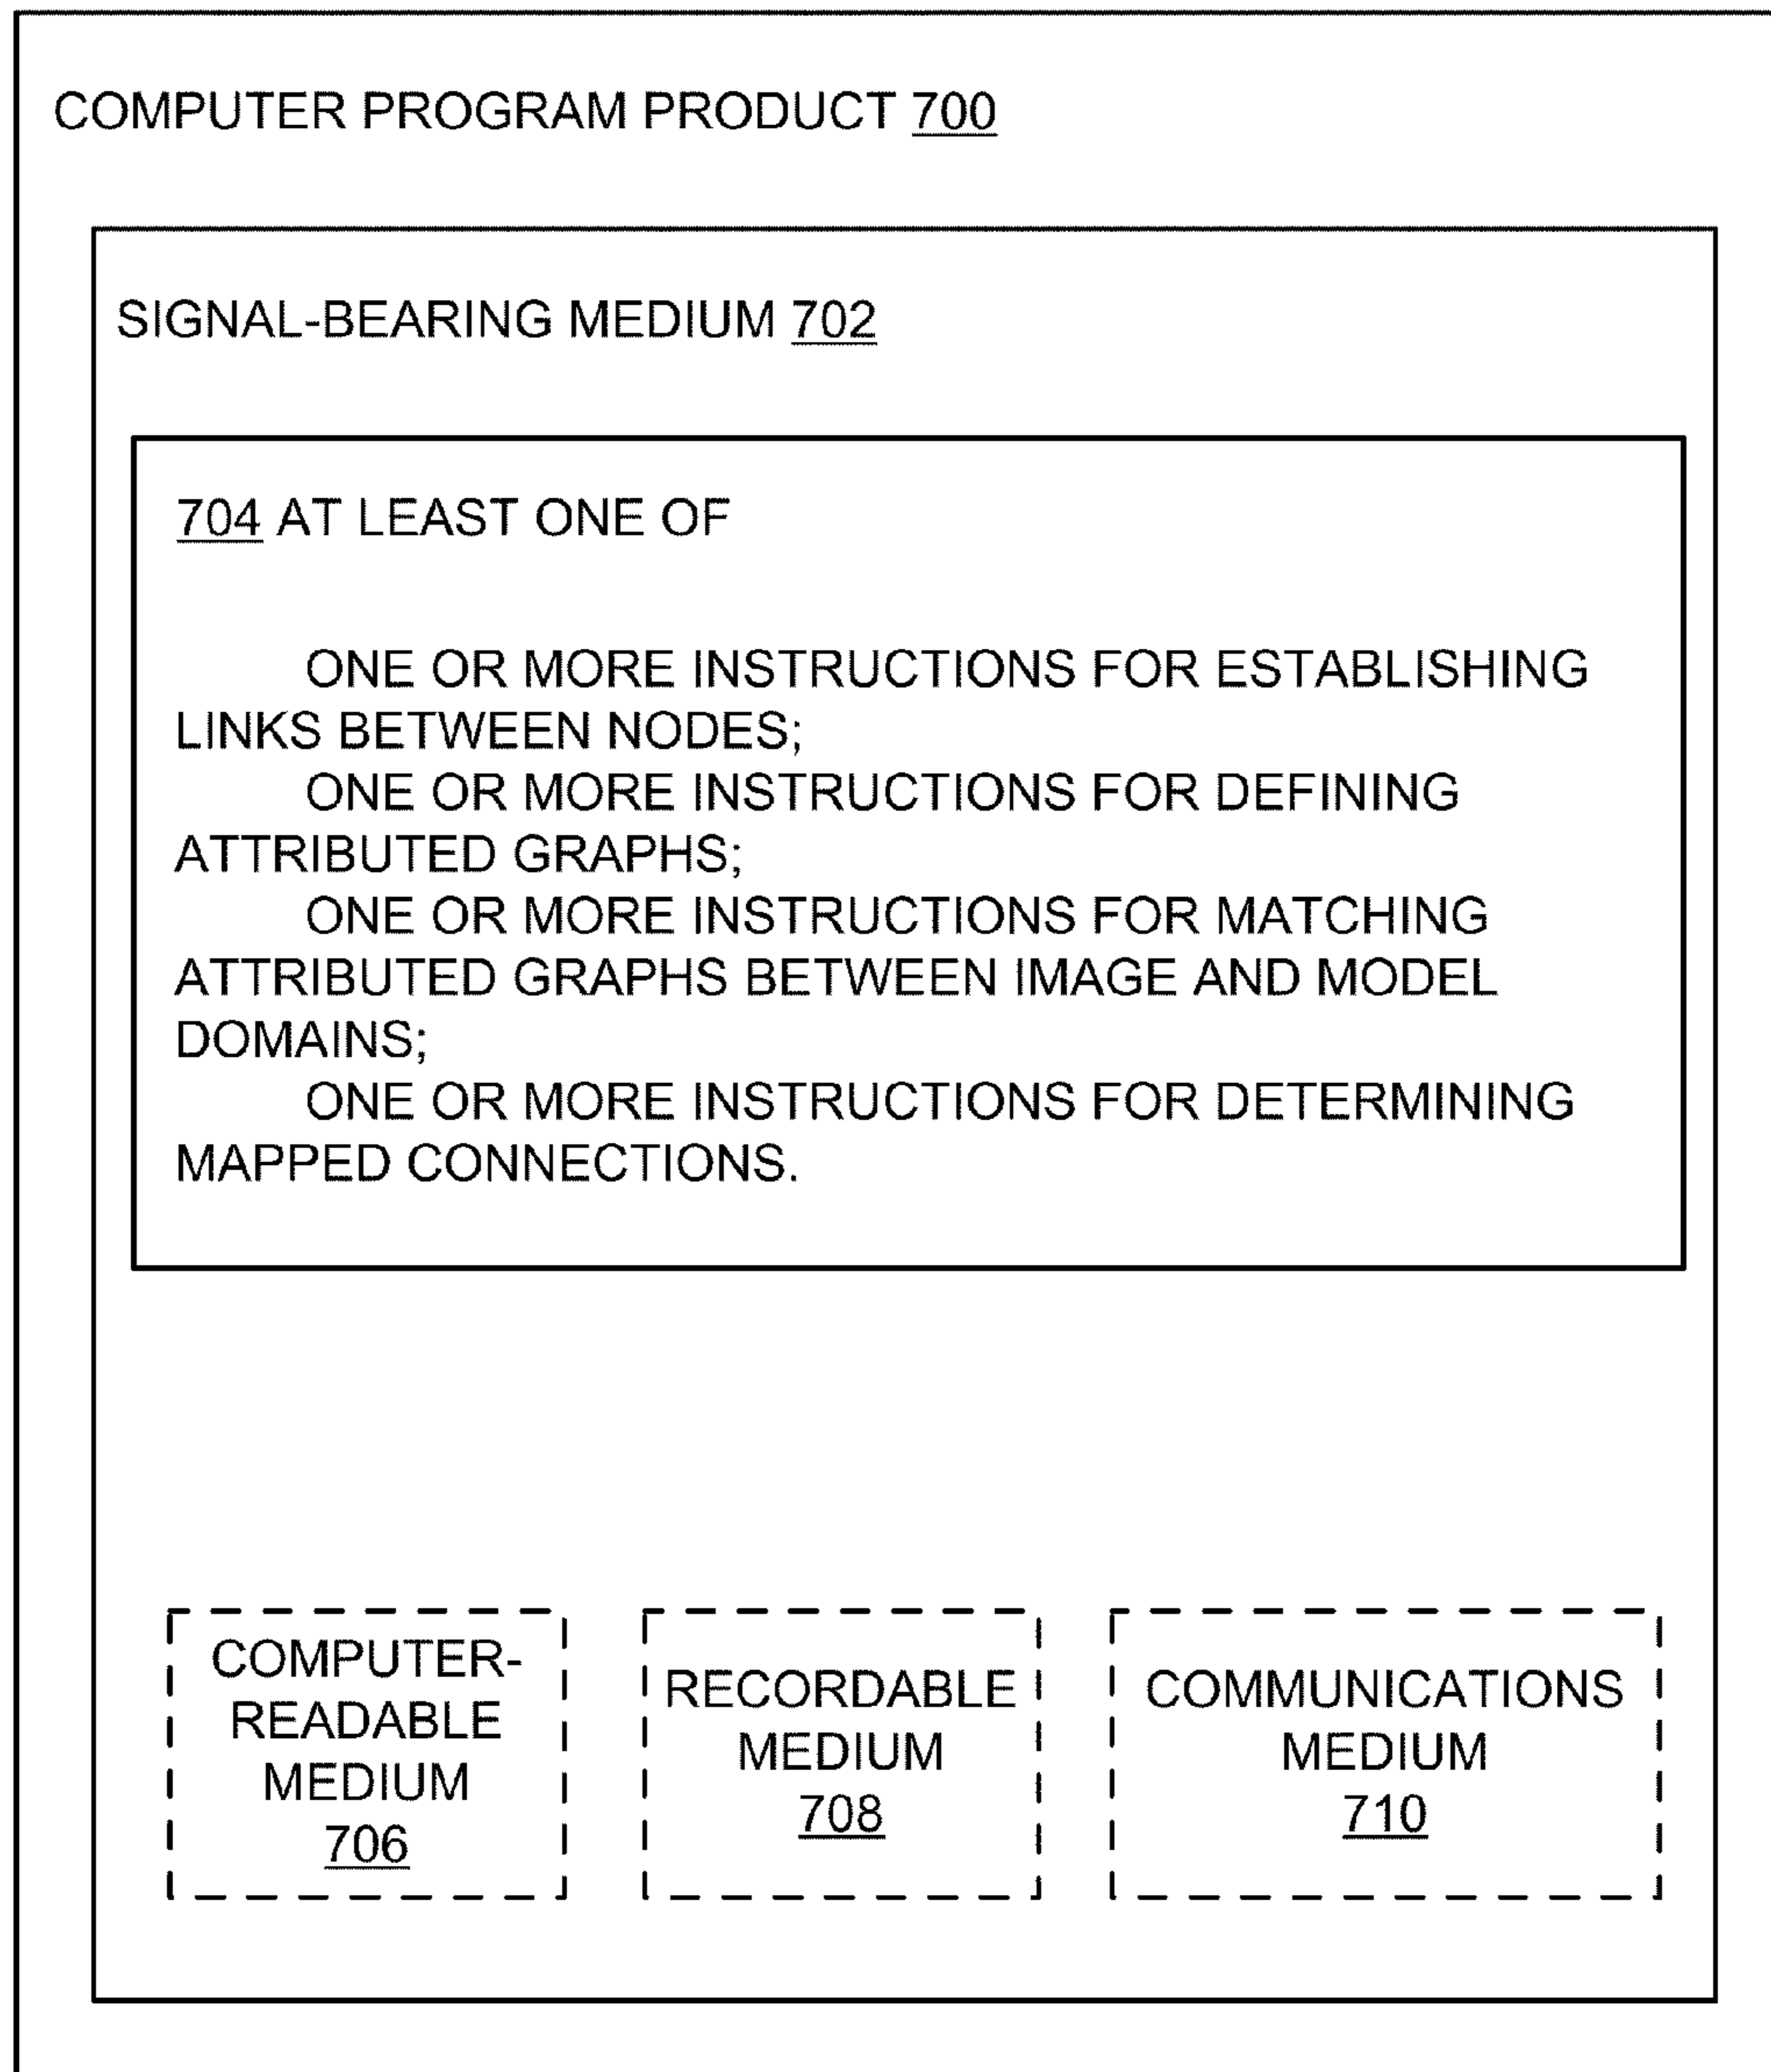 COMPUTER PROGRAM PRODUCT 700
SIGNAL-BEARING MEDIUM 702
704 AT LEAST ONE OF
ONE OR MORE INSTRUCTIONS FOR ESTABLISHING
LINKS BETWEEN NODES;
ONE OR MORE INSTRUCTIONS FOR DEFINING
ATTRIBUTED GRAPHS;
ONE OR MORE INSTRUCTIONS FOR MATCHING
ATTRIBUTED GRAPHS BETWEEN IMAGE AND MODEL
DOMAINS;
ONE OR MORE INSTRUCTIONS FOR DETERMINING
MAPPED CONNECTIONS.
COMPUTER-
READABLE
MEDIUM
706
RECORDABLE
MEDIUM
708
COMMUNICATIONS
MEDIUM
710